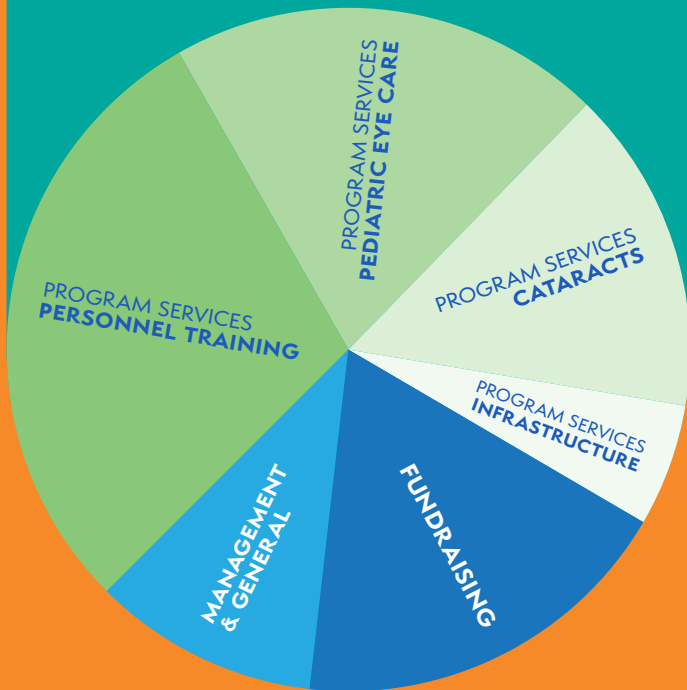 PROGRAM SERVICES
PEDIATRIC EYE CARE
PROGRAM SERVICES
CATARACTS
PROGRAM SERVICES
INFRASTRUCTURE
FUNDRAISING
MANAGEMENT
& GENERAL
PROGRAM SERVICES
PERSONNEL TRAINING